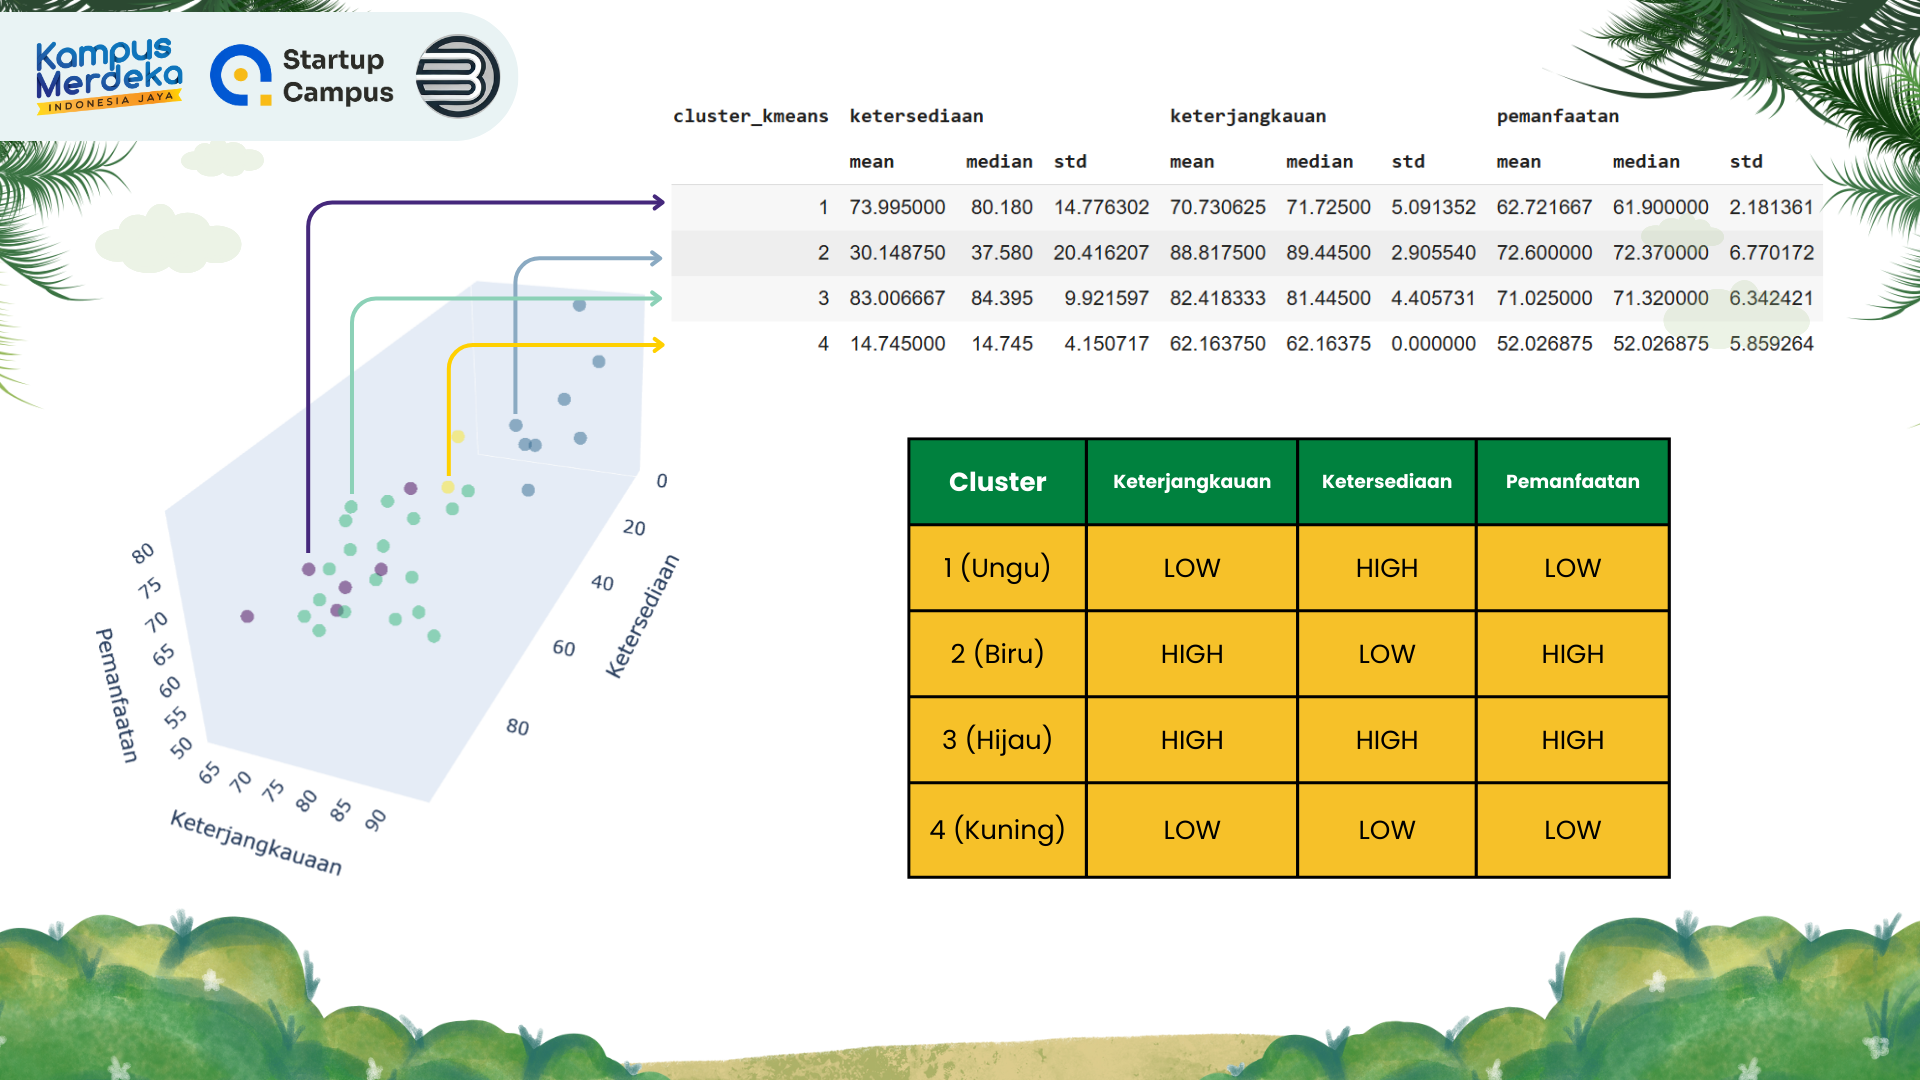 Kampus
Merdeka
INDONESIA JAYA
Startup
Campus
cluster_kmeans ketersediaan keterjangkauan pemanfaatan
mean median std mean median std mean median std
1 73.995000 80.180 14.776302 70.730625 71.72500 5.091352 62.721667 61.900000 2.181361
2 30.148750 37.580 20.416207 88.817500 89.44500 2.905540 72.600000 72.370000 6.770172
3 83.006667 84.395 9.921597 82.418333 81.44500 4.405731 71.025000 71.320000 6.342421
4 14.745000 14.745 4.150717 62.163750 62.16375 0.000000 52.026875 52.026875 5.859264
80
75
70
65
60
55
50
Pemanfaatan
65
70
75
80
85
90
Keterjangkauaan
0
20
40
60
80
Ketersediaan
Cluster Keterjangkauan Ketersediaan Pemanfaatan
1 (Ungu) LOW HIGH LOW
2 (Biru) HIGH LOW HIGH
3 (Hijau) HIGH HIGH HIGH
4 (Kuning) LOW LOW LOW